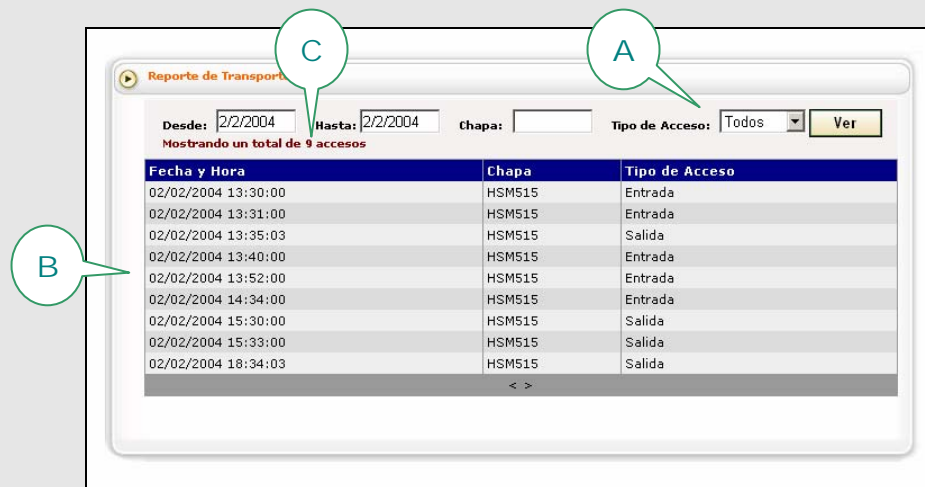 C
A
Reporte de Transport
Desde: 2/2/2004 Hasta: 2/2/2004 Chapa: Tipo de Acceso: Todos Ver
Mostrando un total de 9 accesos
Fecha y Hora Chapa Tipo de Acceso
02/02/2004 13:30:00 HSM515 Entrada
02/02/2004 13:31:00 HSM515 Entrada
02/02/2004 13:35:03 HSM515 Salida
B
02/02/2004 13:40:00 HSM515 Entrada
02/02/2004 13:52:00 HSM515 Entrada
02/02/2004 14:34:00 HSM515 Entrada
02/02/2004 15:30:00 HSM515 Salida
02/02/2004 15:33:00 HSM515 Salida
02/02/2004 18:34:03 HSM515 Salida
< >